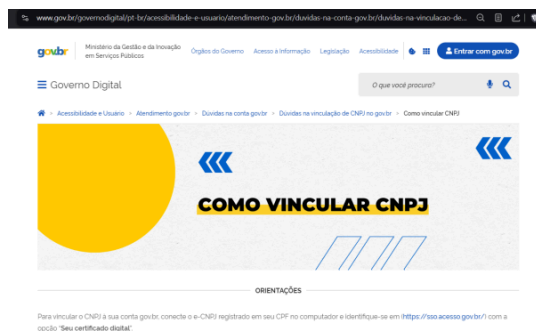 www.gov.br/governodigital/pt-br/acessibilidade-e-usuario/atendimento-gov.br/duvidas-na-conta-gov.br/duvidas-na-vinculacao-de...
gov.br
Ministério da Gestão e da Inovação
em Serviços Públicos
Órgãos do Governo Acesso à Informação Legislação Acessibilidade
Entrar com gov.br
Governo Digital
O que você procura?
Acessibilidade e Usuário > Atendimento gov.br > Dúvidas na conta gov.br > Dúvidas na vinculação de CNPJ no gov.br > Como vincular CNPJ
COMO VINCULAR CNPJ
ORIENTAÇÕES
Para vincular o CNPJ à sua conta gov.br, conecte o e-CNPJ registrado em seu CPF no computador e identifique-se em (https://sso.acesso.gov.br/) com a
opção "Seu certificado digital".